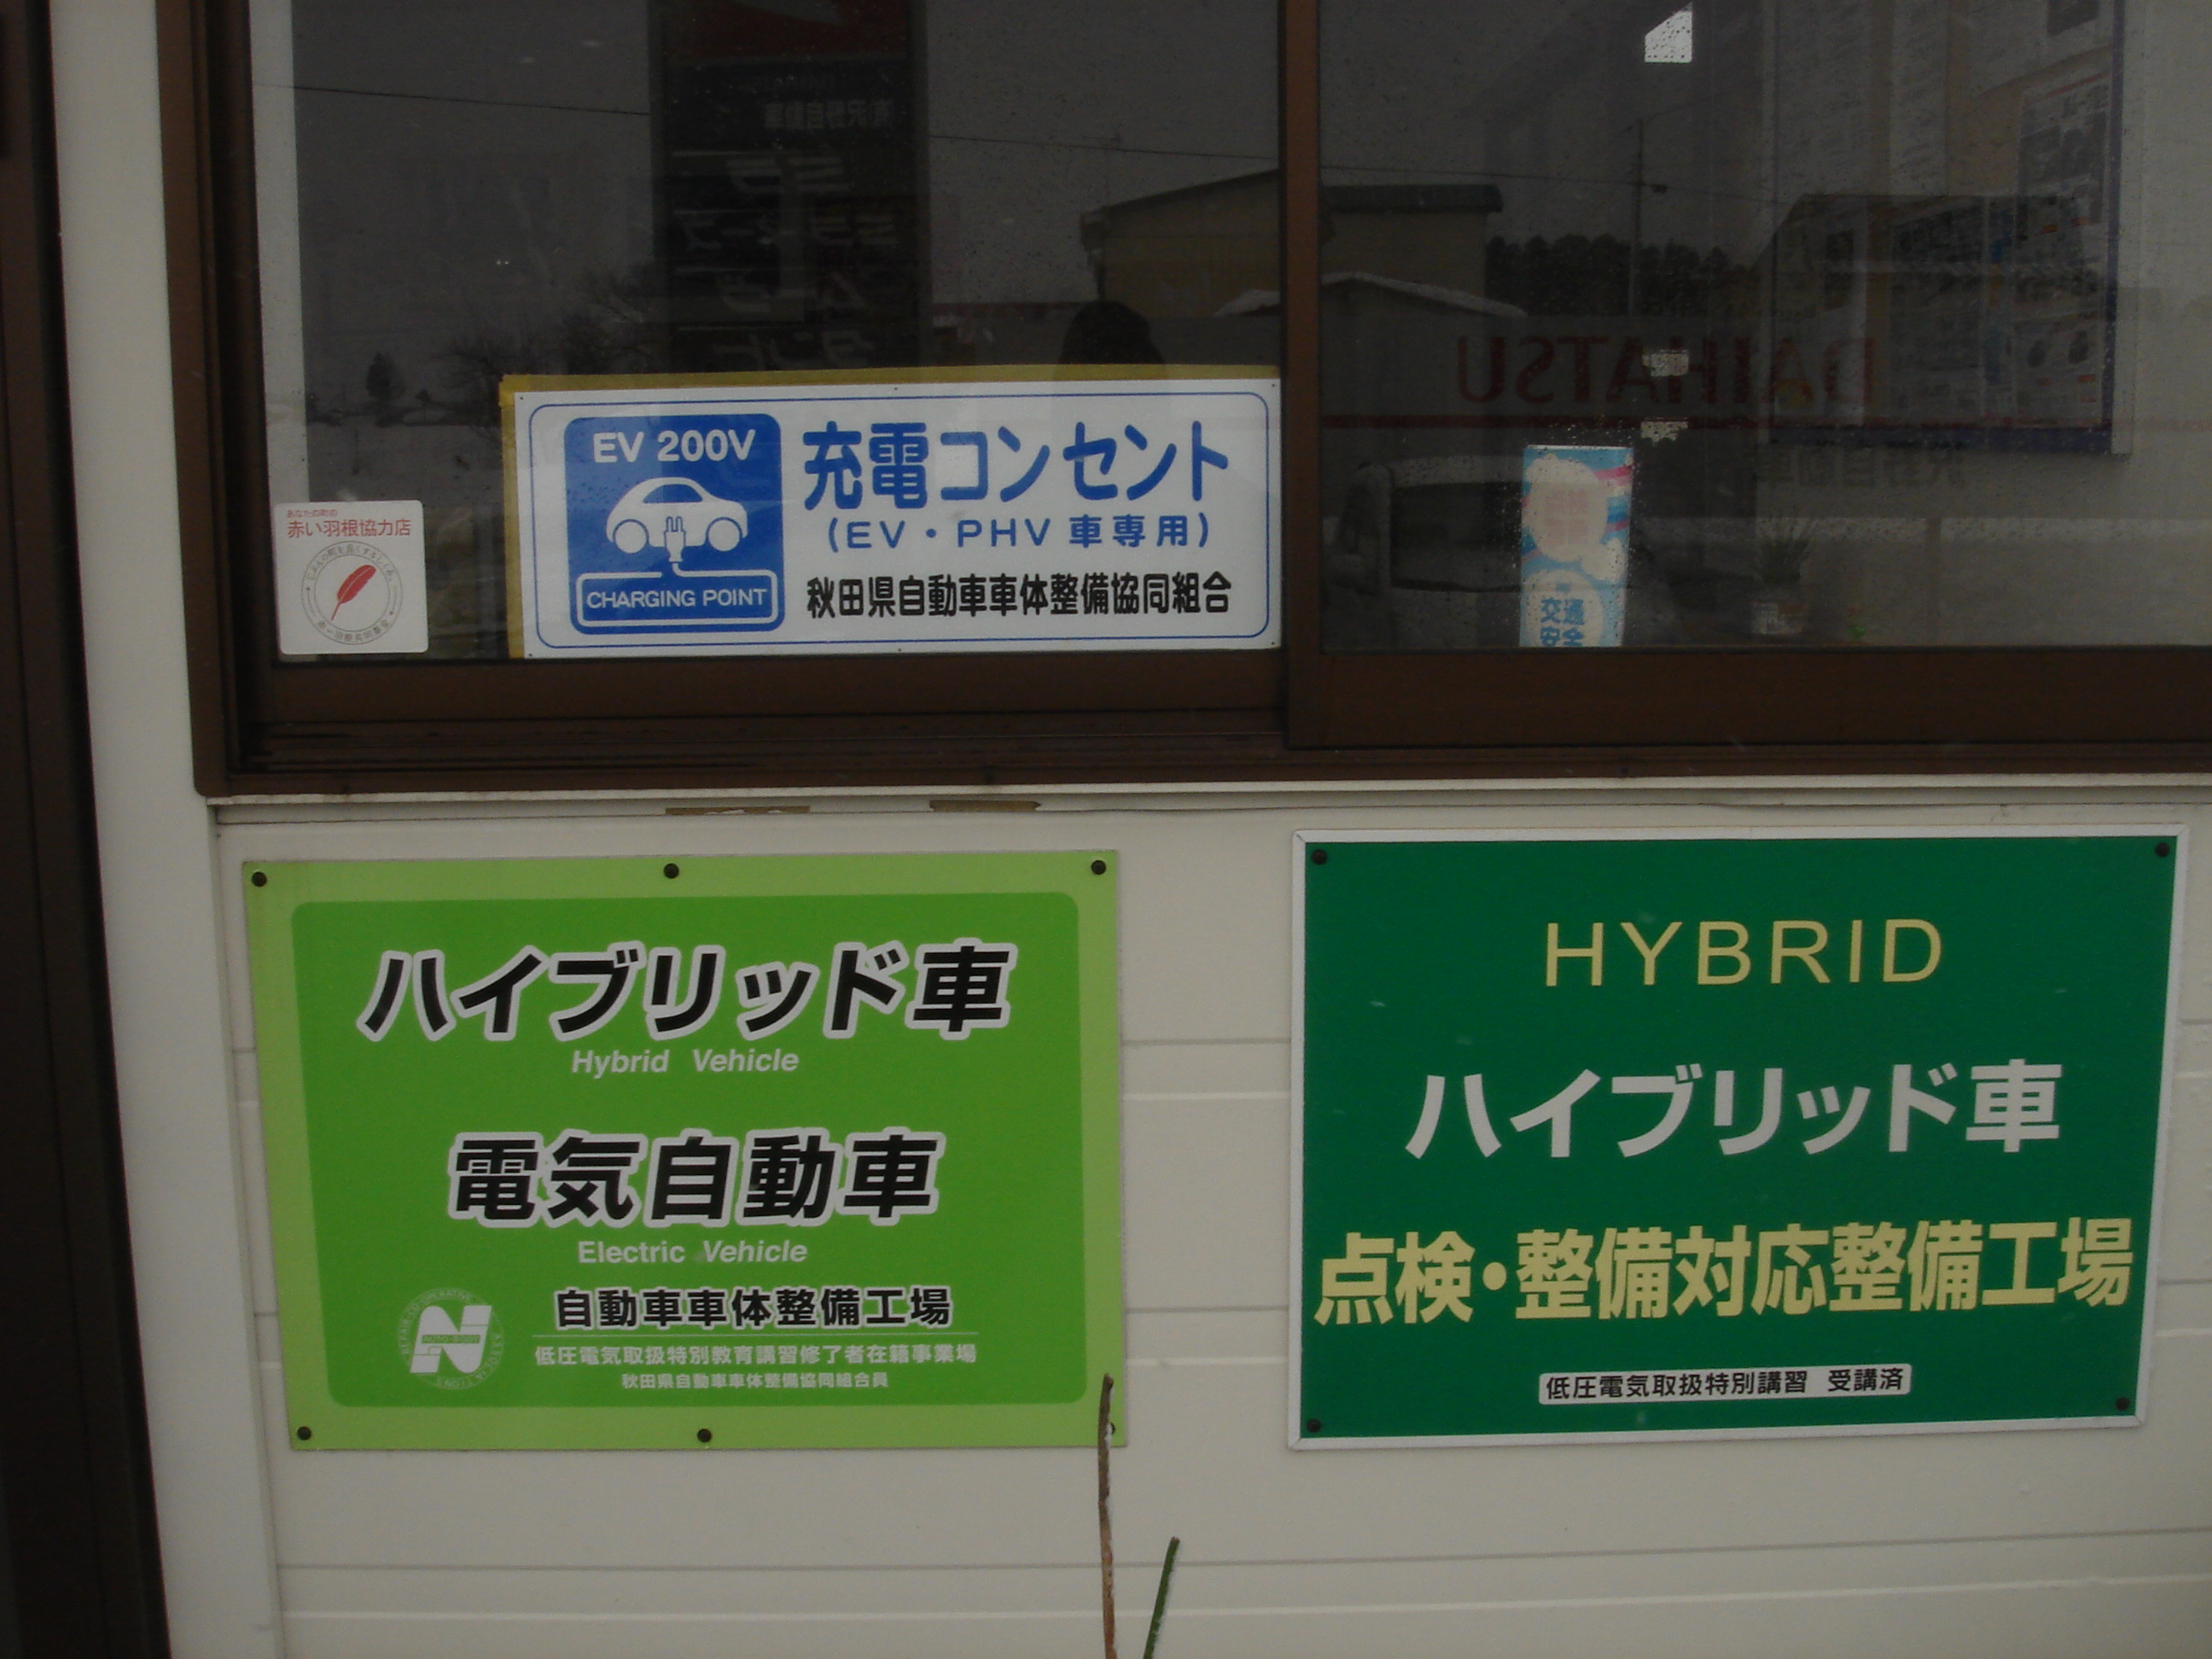 EV 200V
CHARGING POINT
充電コンセント
(EV・PHV 車専用)
秋田県自動車車体整備協同組合
あなたの町の
赤い羽根協力店
DAIHATSU
ハイブリッド車
Hybrid Vehicle
電気自動車
Electric Vehicle
自動車車体整備工場
低圧電気取扱特別教育講習修了者在籍事業場
秋田県自動車車体整備協同組合員
HYBRID
ハイブリッド車
点検・整備対応整備工場
低圧電気取扱特別講習 受講済